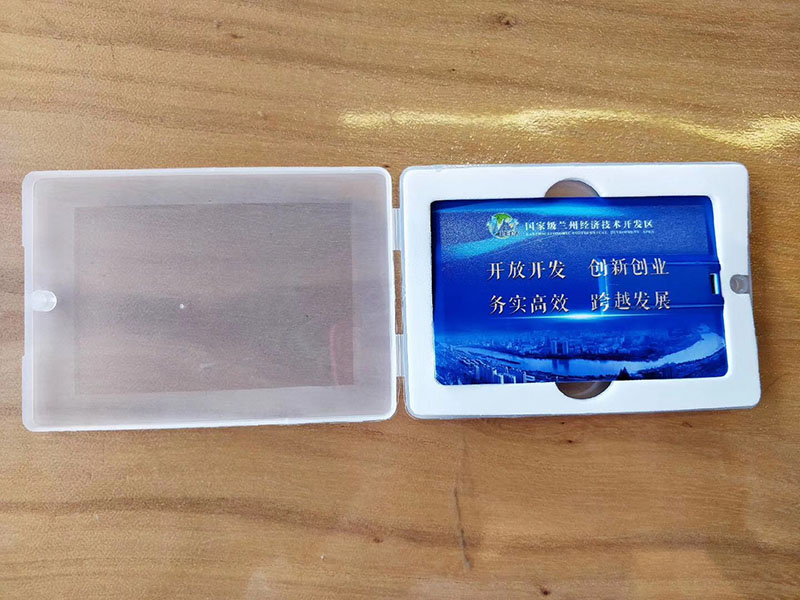 国家级兰州经济技术开发区
开放开发 创新创业
务实高效 跨越发展